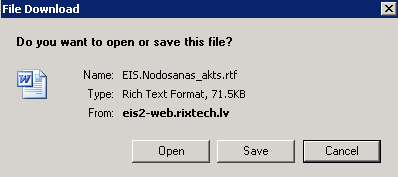 File Download
Do you want to open or save this file?
Name: EIS.Nodosanas_akts.rtf
Type: Rich Text Format, 71.5KB
From: eis2-web.rixtech.lv
Open Save Cancel